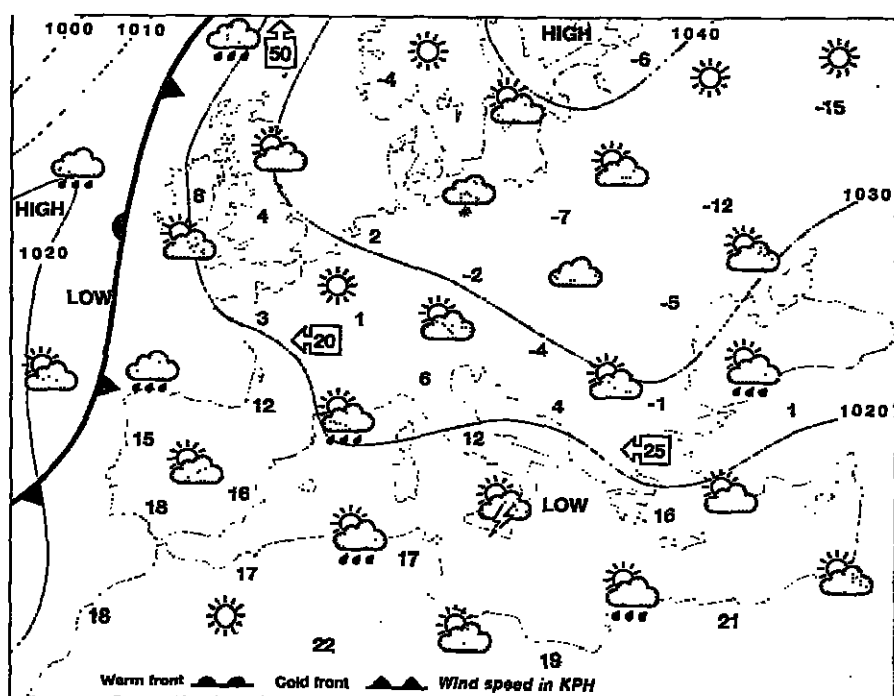 1000 1010 HIGH 1040
50 -6
-4
-15
HIGH 6 4 -7 -12 1030
1020 2
LOW -2 -5
3 20 1
-4
6
12 4 -1 1 1020
15 12 25
18 16 LOW 16
17 17
18 21
22 19
Warm front Cold front Wind speed in KPH